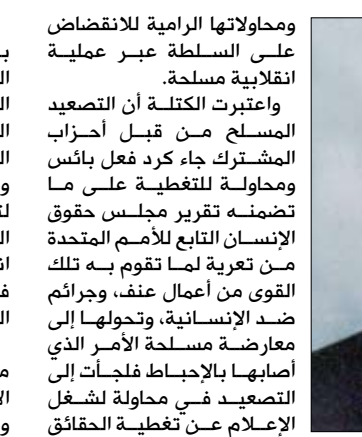 ومحاولاتها الرامية للانقضاض
على السلطة عبر عملية
انقلابية مسلحة.
واعتبرت الكتلة أن التصعيد
المسلح من قبل أحزاب
المشترك جاء كرد فعل بائس
ومحاولة للتغطية على ما
تضمنه تقرير مجلس حقوق
الإنسان التابع للأمم المتحدة
من تعرية لما تقوم به تلك
القوى من أعمال عنف، وجرائم
ضد الإنسانية، وتحولها إلى
معارضة مسلحة الأمر الذي
أصابها بالإحباط فلجأت إلى
التصعيد في محاولة لشغل
الإعلام عن تغطية الحقائق